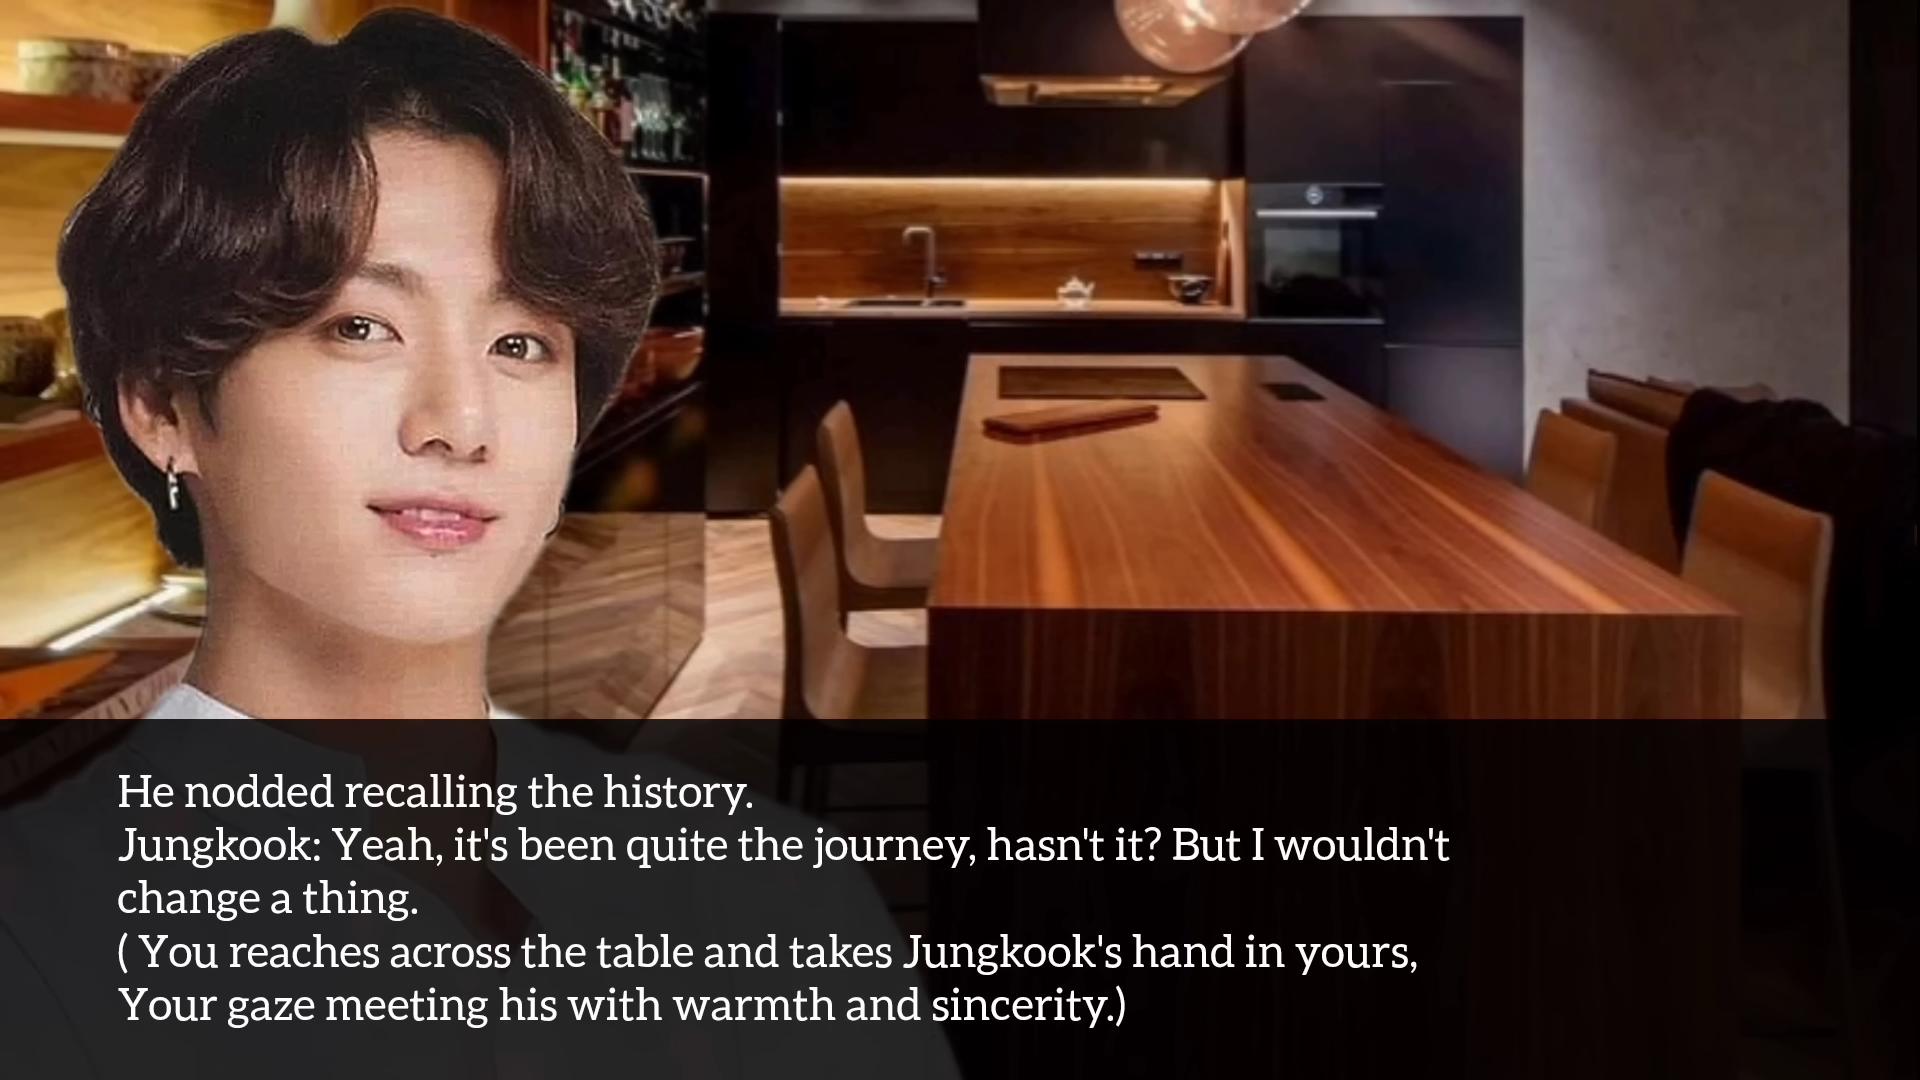 He nodded recalling the history.
Jungkook: Yeah, it's been quite the journey, hasn't it? But I wouldn't
change a thing.
( You reaches across the table and takes Jungkook's hand in yours,
Your gaze meeting his with warmth and sincerity.)